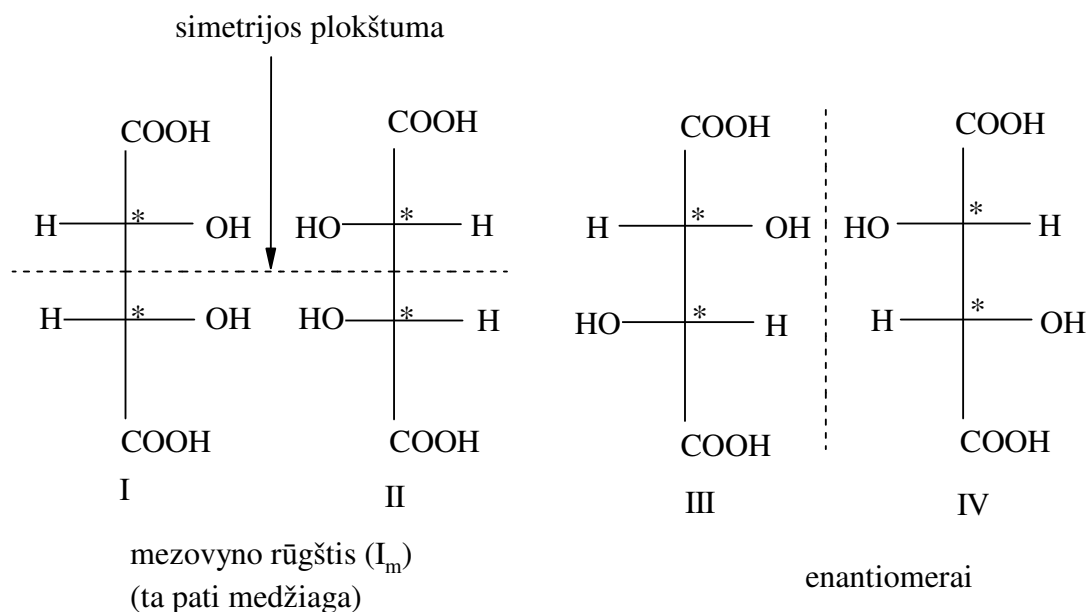 simetrijos plokštuma
COOH COOH COOH COOH
H * OH HO * H H * OH HO * H
H * OH HO * H HO * H H * OH
COOH COOH COOH COOH
I II III IV
mezovyno rūgštis (Iₘ)
(ta pati medžiaga)
enantiomerai